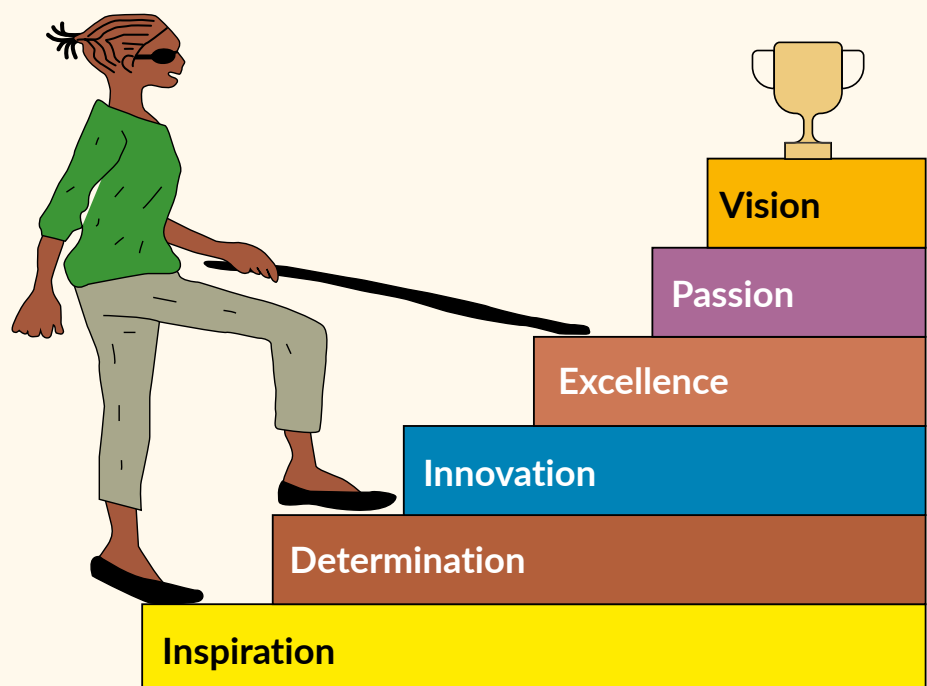 Vision
Passion
Excellence
Innovation
Determination
Inspiration